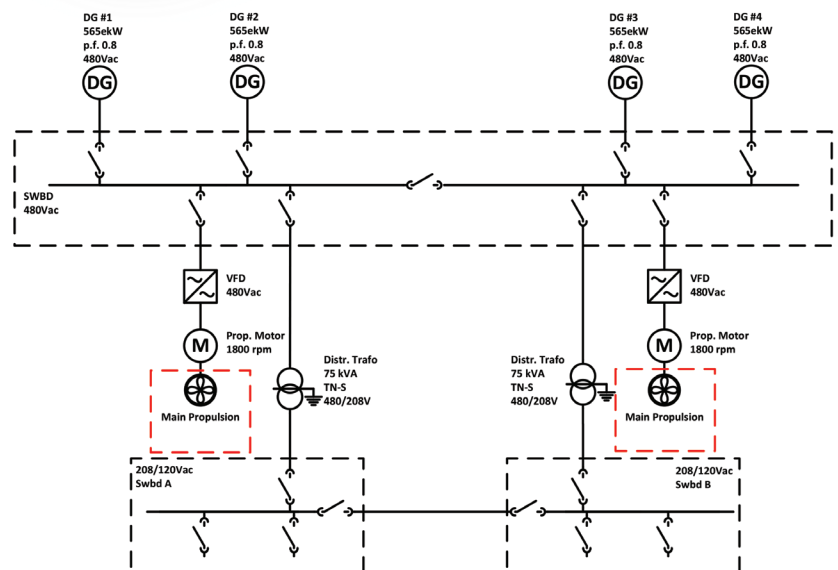 DG #1
565ekW
p.f. 0.8
480Vac
DG
DG #2
565ekW
p.f. 0.8
480Vac
DG
DG #3
565ekW
p.f. 0.8
480Vac
DG
DG #4
565ekW
p.f. 0.8
480Vac
DG
SWBD
480Vac
VFD
480Vac
Prop. Motor
1800 rpm
M
Main Propulsion
Distr. Trafo
75 kVA
TN-S
480/208V
Distr. Trafo
75 kVA
TN-S
480/208V
VFD
480Vac
Prop. Motor
1800 rpm
M
Main Propulsion
208/120Vac
Swbd A
208/120Vac
Swbd B